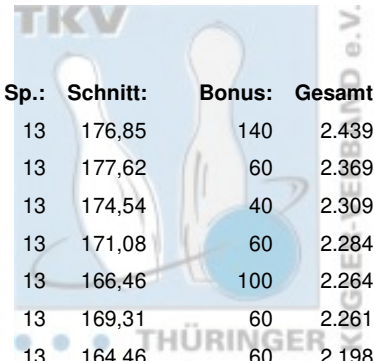 TKV
Sp.: Schnitt: Bonus: Gesamt
13 176,85 140 2.439
13 177,62 60 2.369
13 174,54 40 2.309
13 171,08 60 2.284
13 166,46 100 2.264
13 169,31 60 2.261
13 164,46 60 2.198
THÜRINGER
KEGLER-VERBAND e.V.